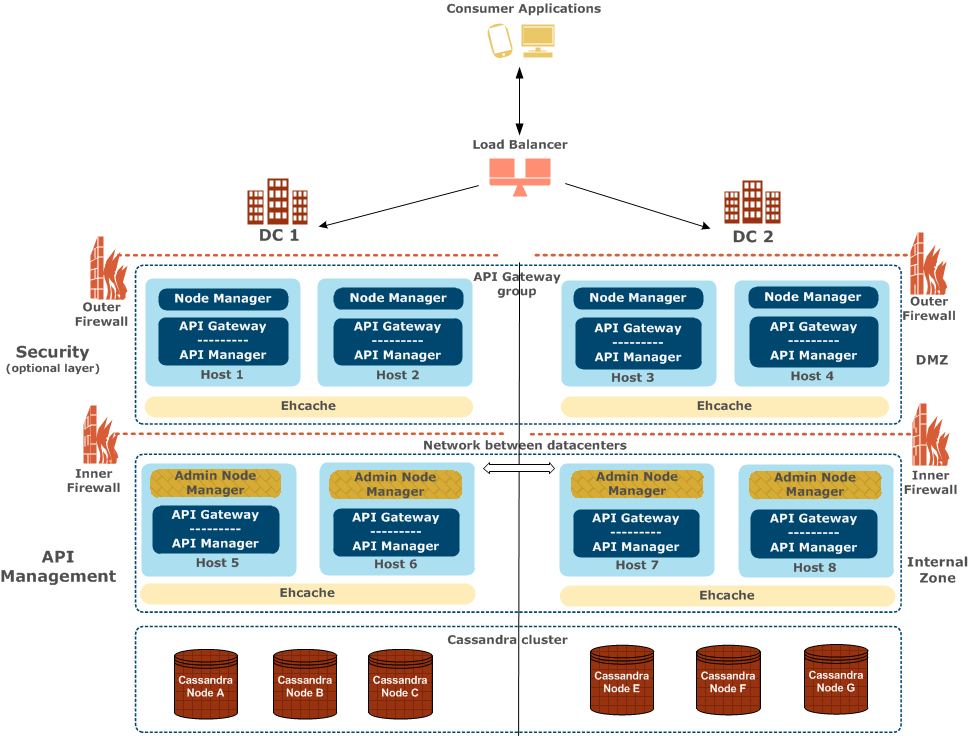 Consumer Applications
Load Balancer
DC 1
DC 2
API Gateway
group
Outer
Firewall
Outer
Firewall
Security
(optional layer)
DMZ
Node Manager
API Gateway
---------
API Manager
Host 1
Node Manager
API Gateway
---------
API Manager
Host 2
Node Manager
API Gateway
---------
API Manager
Host 3
Node Manager
API Gateway
---------
API Manager
Host 4
Ehcache
Ehcache
Network between datacenters
Inner
Firewall
Inner
Firewall
API
Management
Internal
Zone
Admin Node
Manager
API Gateway
---------
API Manager
Host 5
Admin Node
Manager
API Gateway
---------
API Manager
Host 6
Admin Node
Manager
API Gateway
---------
API Manager
Host 7
Admin Node
Manager
API Gateway
---------
API Manager
Host 8
Ehcache
Ehcache
Cassandra cluster
Cassandra
Node A
Cassandra
Node B
Cassandra
Node C
Cassandra
Node E
Cassandra
Node F
Cassandra
Node G